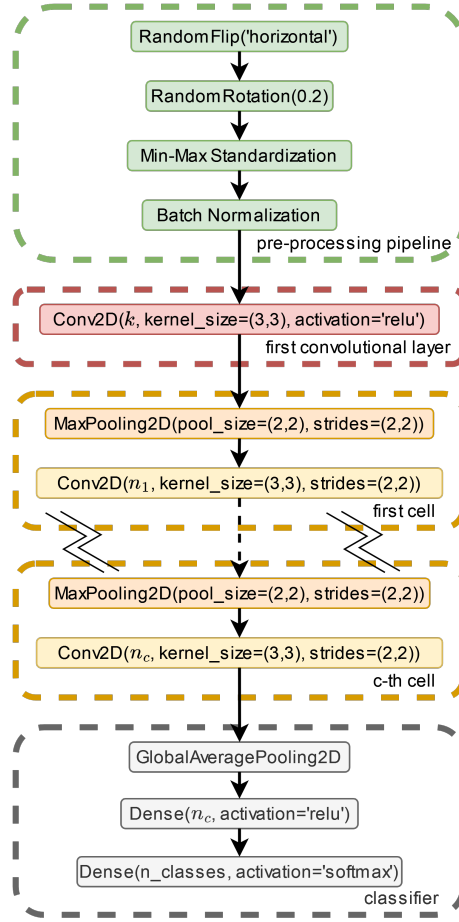 RandomFlip('horizontal')
RandomRotation(0.2)
Min-Max Standardization
Batch Normalization
pre-processing pipeline
Conv2D(k, kernel_size=(3,3), activation='relu')
first convolutional layer
MaxPooling2D(pool_size=(2,2), strides=(2,2))
Conv2D(n₁, kernel_size=(3,3), strides=(2,2))
first cell
MaxPooling2D(pool_size=(2,2), strides=(2,2))
Conv2D(n_c, kernel_size=(3,3), strides=(2,2))
c-th cell
GlobalAveragePooling2D
Dense(n_c, activation='relu')
Dense(n_classes, activation='softmax')
classifier